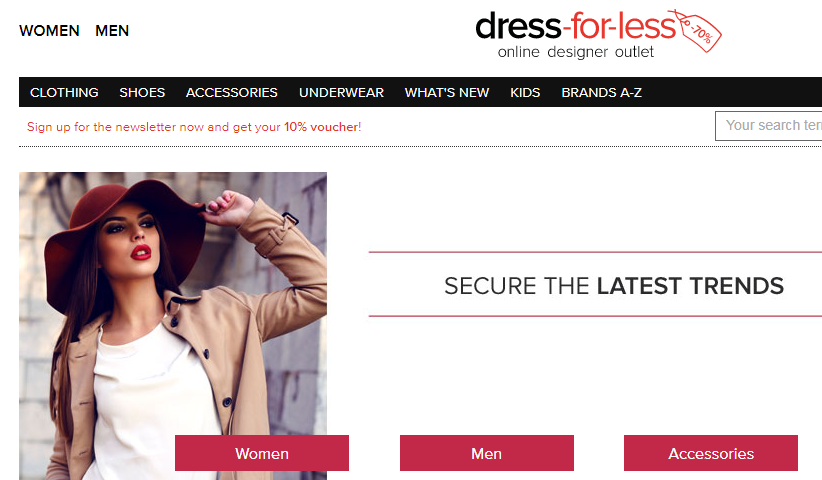 WOMEN MEN
dress-for-less
-70%
online designer outlet
CLOTHING SHOES ACCESSORIES UNDERWEAR WHAT'S NEW KIDS BRANDS A-Z
Sign up for the newsletter now and get your 10% voucher!
Your search
SECURE THE LATEST TRENDS
Women Men Accessories